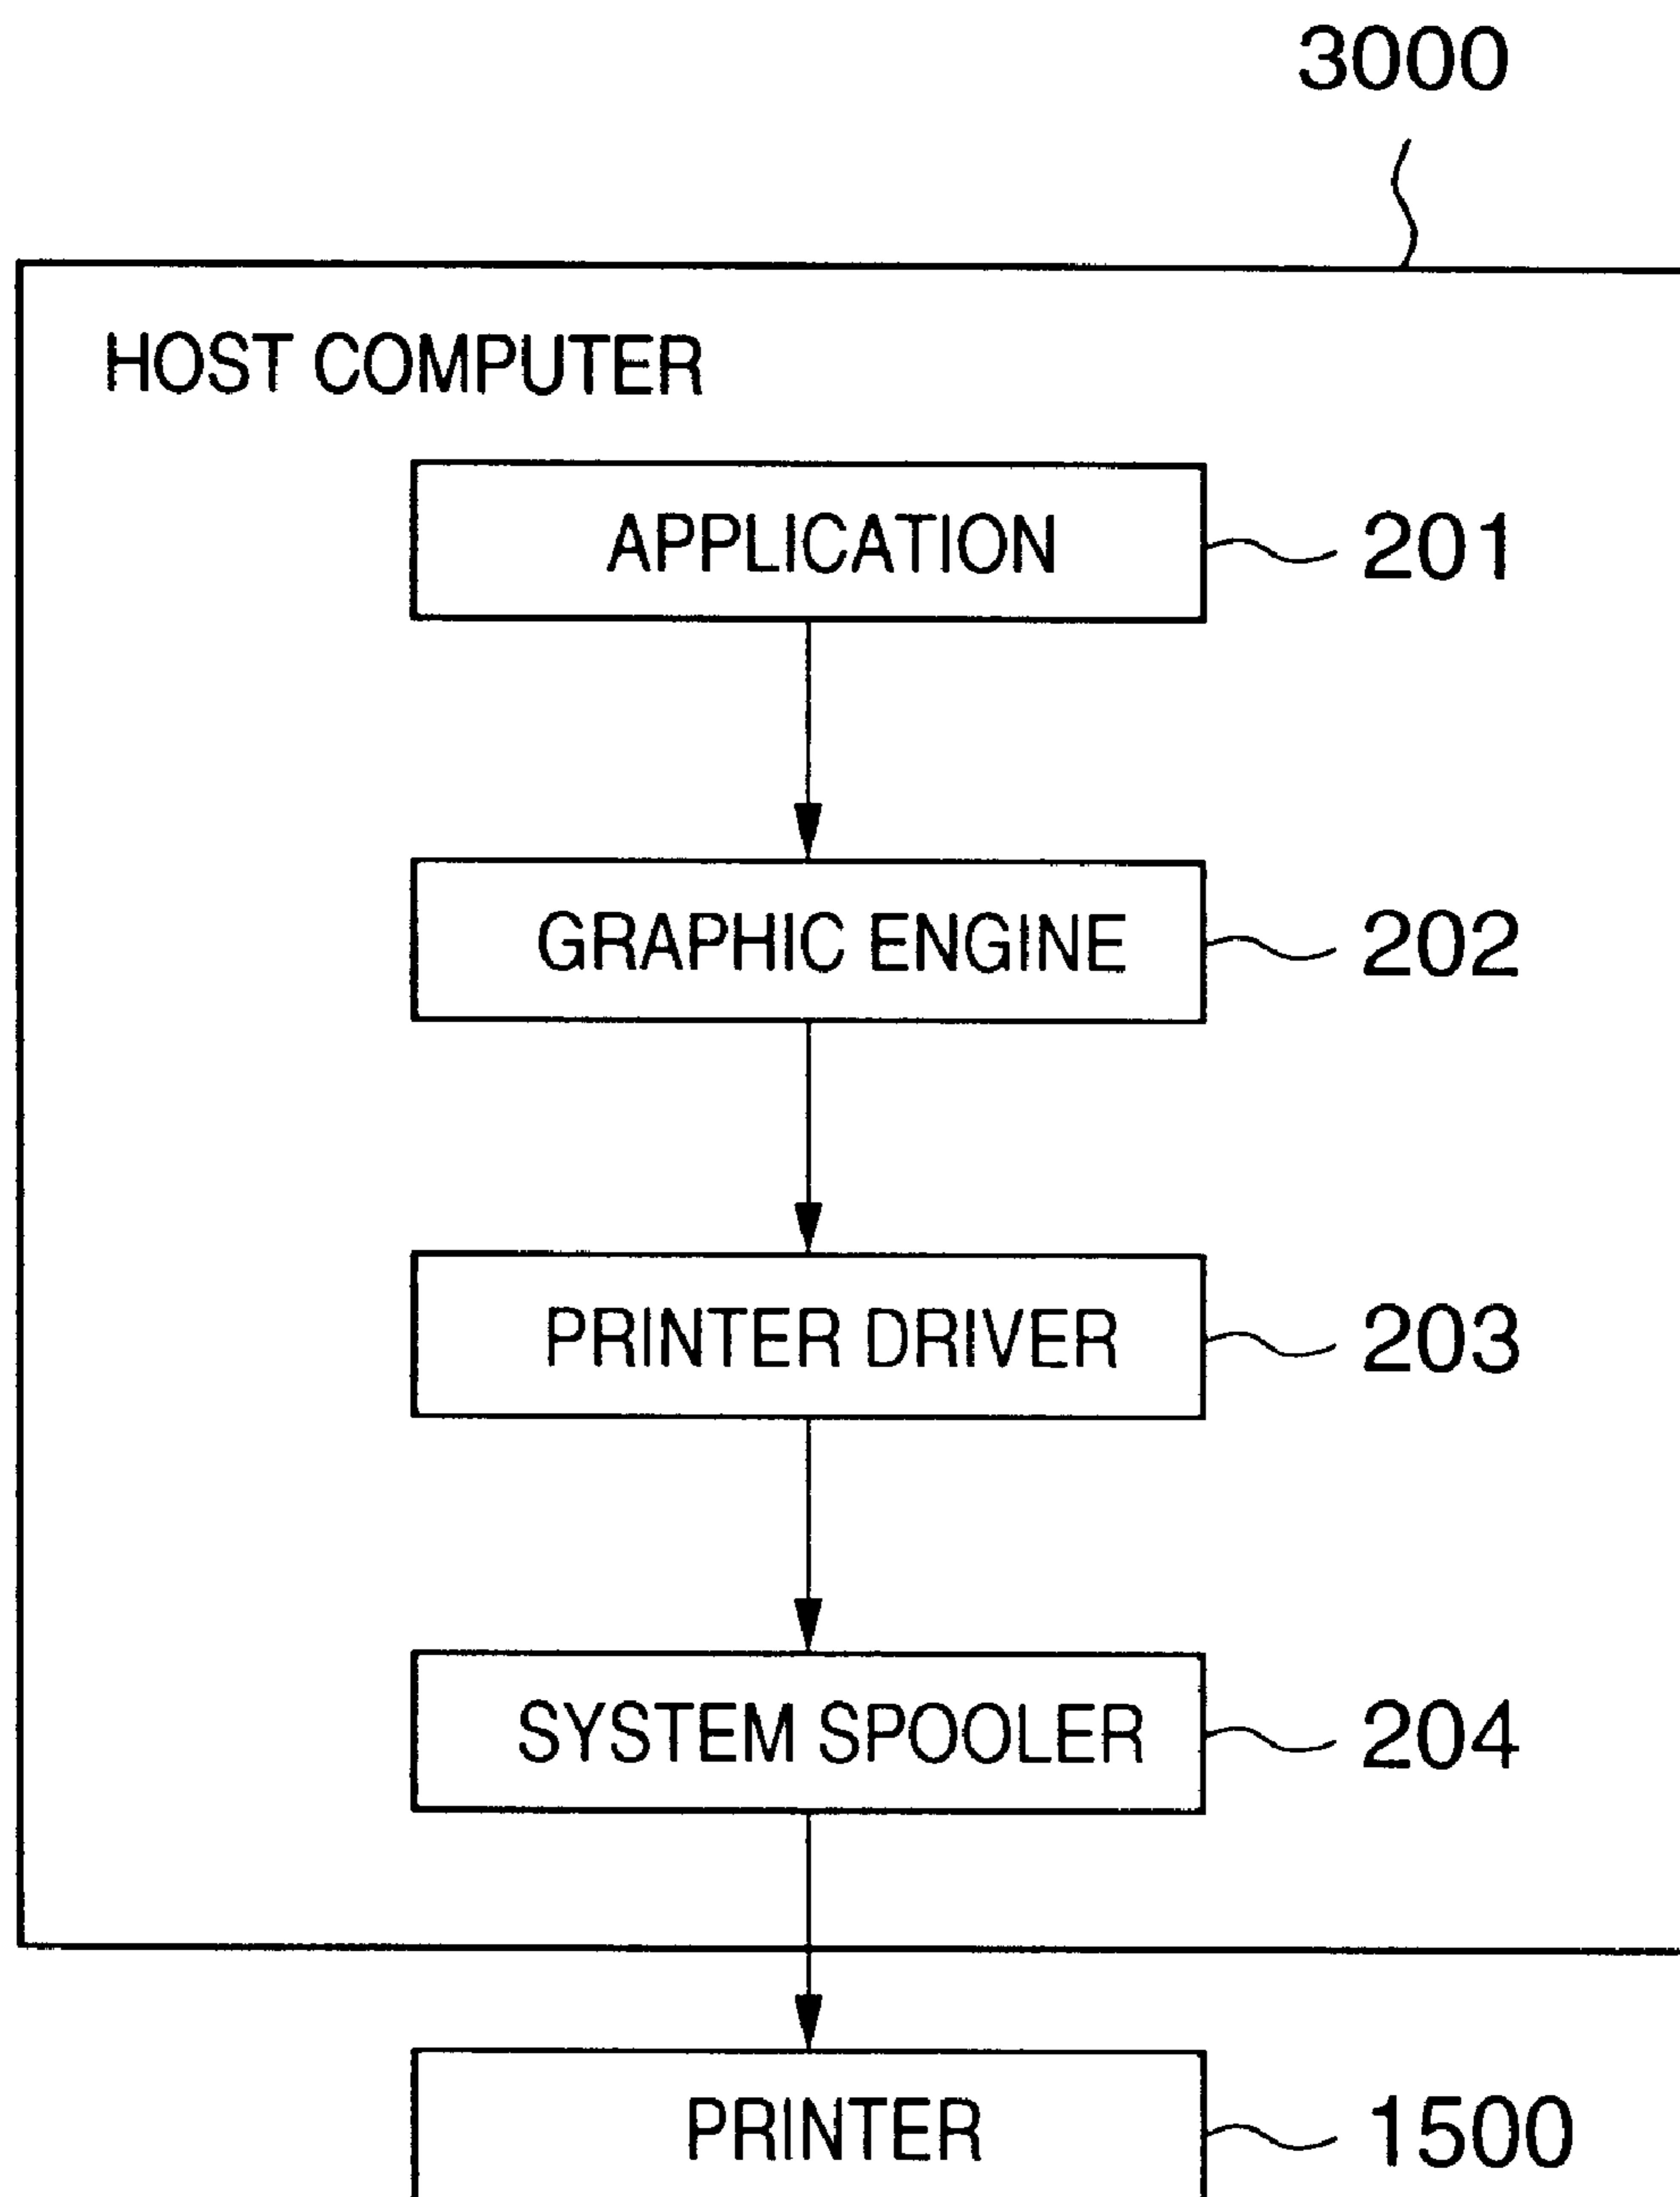 3000
HOST COMPUTER
APPLICATION 201
GRAPHIC ENGINE 202
PRINTER DRIVER 203
SYSTEM SPOOLER 204
PRINTER 1500